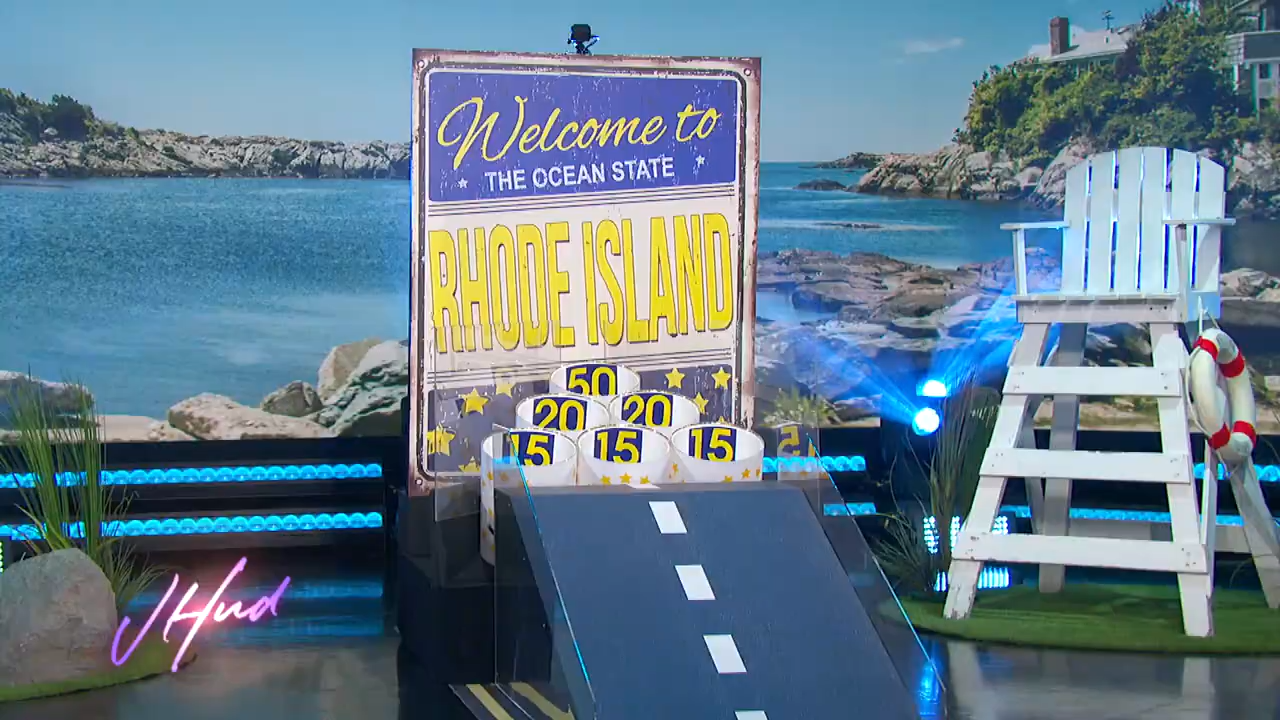 Welcome to
THE OCEAN STATE
RHODE ISLAND
50
20 20
15 15 15
JHud